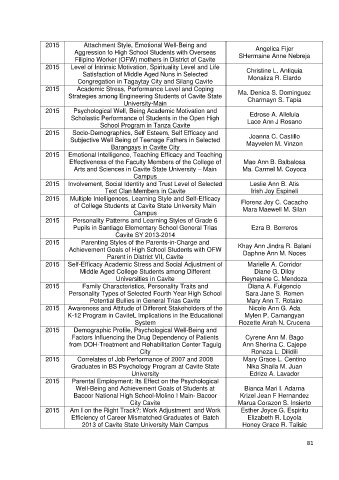 2015 Attachment Style, Emotional Well-Being and
Aggression fo High School Students with Overseas
Filipino Worker (OFW) mothers in District of Cavite
Angelica Fijer
SHermaine Anne Nebreja
2015 Level of Intrinsic Motivation, Spirituality Level and Life
Satisfaction of Middle Aged Nuns in Selected
Congregation in Tagaytay City and Silang Cavite
Christine L. Antiquia
Monaliza R. Elardo
2015 Academic Stress, Performance Level and Coping
Strategies among Engineering Students of Cavite State
University-Main
Ma. Denica S. Dominguez
Charmayn S. Tapia
2015 Psychological Well, Being Academic Motivation and
Scholastic Performance of Students in the Open High
School Program in Tanza Cavite
Edrose A. Allelula
Lace Ann J Rosano
2015 Socio-Demographics, Self Esteem, Self Efficacy and
Subjective Well Being of Teenage Fathers in Selected
Barangays in Cavite City
Joanna C. Castillo
Mayvelen M. Vinzon
2015 Emotional Intelligence, Teaching Efficacy and Teaching
Effectiveness of the Faculty Members of the College of
Arts and Sciences in Cavite State University – Main
Campus
Mae Ann B. Balbalosa
Ma. Carmel M. Coyoca
2015 Involvement, Social Identity and Trust Level of Selected
Text Clan Members in Cavite
Leslie Ann B. Atis
Irish Joy Espineli
2015 Multiple Intelligences, Learning Style and Self-Efficacy
of College Students at Cavite State University Main
Campus
Florenz Joy C. Cacacho
Mara Maewell M. Silan
2015 Personality Patterns and Learning Styles of Grade 6
Pupils in Santiago Elementary School General Trias
Cavite SY 2013-2014
Ezra B. Borreros
2015 Parenting Styles of the Parents-in-Charge and
Achievement Goals of High School Students with OFW
Parent in District VII, Cavite
Khay Ann Jindra R. Balani
Daphne Ann M. Noces
2015 Self-Efficacy Academic Stress and Social Adjustment of
Middle Aged College Students among Different
Universities in Cavite
Marielle A. Corridor
Diane G. Diloy
Reynalene C. Mendoza
2015 Family Characteristics, Personality Traits and
Personality Types of Selected Fourth Year High School
Potential Bullies in General Trias Cavite
Diana A. Fulgencio
Sara Jane S. Romen
Mary Ann T. Rotairo
2015 Awareness and Attitude of Different Stakeholders of the
K-12 Program in CaviteL Implications in the Educational
System
Nicole Ann G. Ada
Mylen P. Camangyan
Rozette Airah N. Crucena
2015 Demographic Profile, Psychological Well-Being and
Factors Influencing the Drug Dependency of Patients
from DOH Treatment and Rehabilitation Center Taguig
City
Cyrene Ann M. Bago
Ann Sherina C. Cajepe
Roneza L. Dilidili
2015 Correlates of Job Performance of 2007 and 2008
Graduates in BS Psychology Program at Cavite State
University
Mary Grace L. Centino
Nika Shaila M. Juan
Edrize A. Lavador
2015 Parental Employment: Its Effect on the Psychological
Well-Being and Achievement Goals of Students at
Bacoor National High School-Molino I Main- Bacoor
City Cavite
Bianca Mari I. Adarna
Krizel Jean F Hernandez
Marua Corazon S. Insierto
2015 Am I on the Right Track?: Work Adjustment and Work
Efficiency of Career Mismatched Graduates of Batch
2013 of Cavite State University Main Campus
Esther Joyce G. Espiritu
Elizabeth R. Loyola
Honey Grace R. Talisic
81